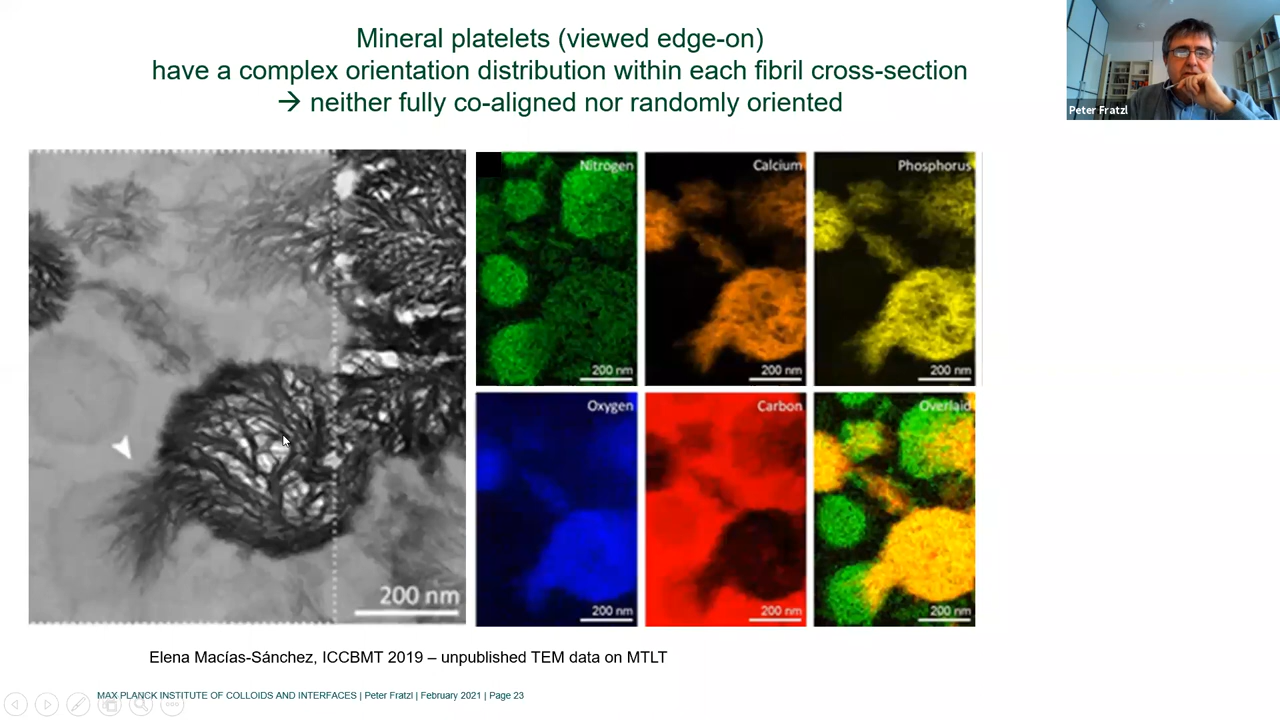 Mineral platelets (viewed edge-on)
have a complex orientation distribution within each fibril cross-section
→ neither fully co-aligned nor randomly oriented
Peter Fratzl
Nitrogen
Calcium
Phosphorus
200 nm
200 nm
200 nm
Oxygen
Carbon
Overlaid
200 nm
200 nm
200 nm
200 nm
Elena Macías-Sánchez, ICCBMT 2019 – unpublished TEM data on MTLT
MAX PLANCK INSTITUTE OF COLLOIDS AND INTERFACES | Peter Fratzl | February 2021 | Page 23